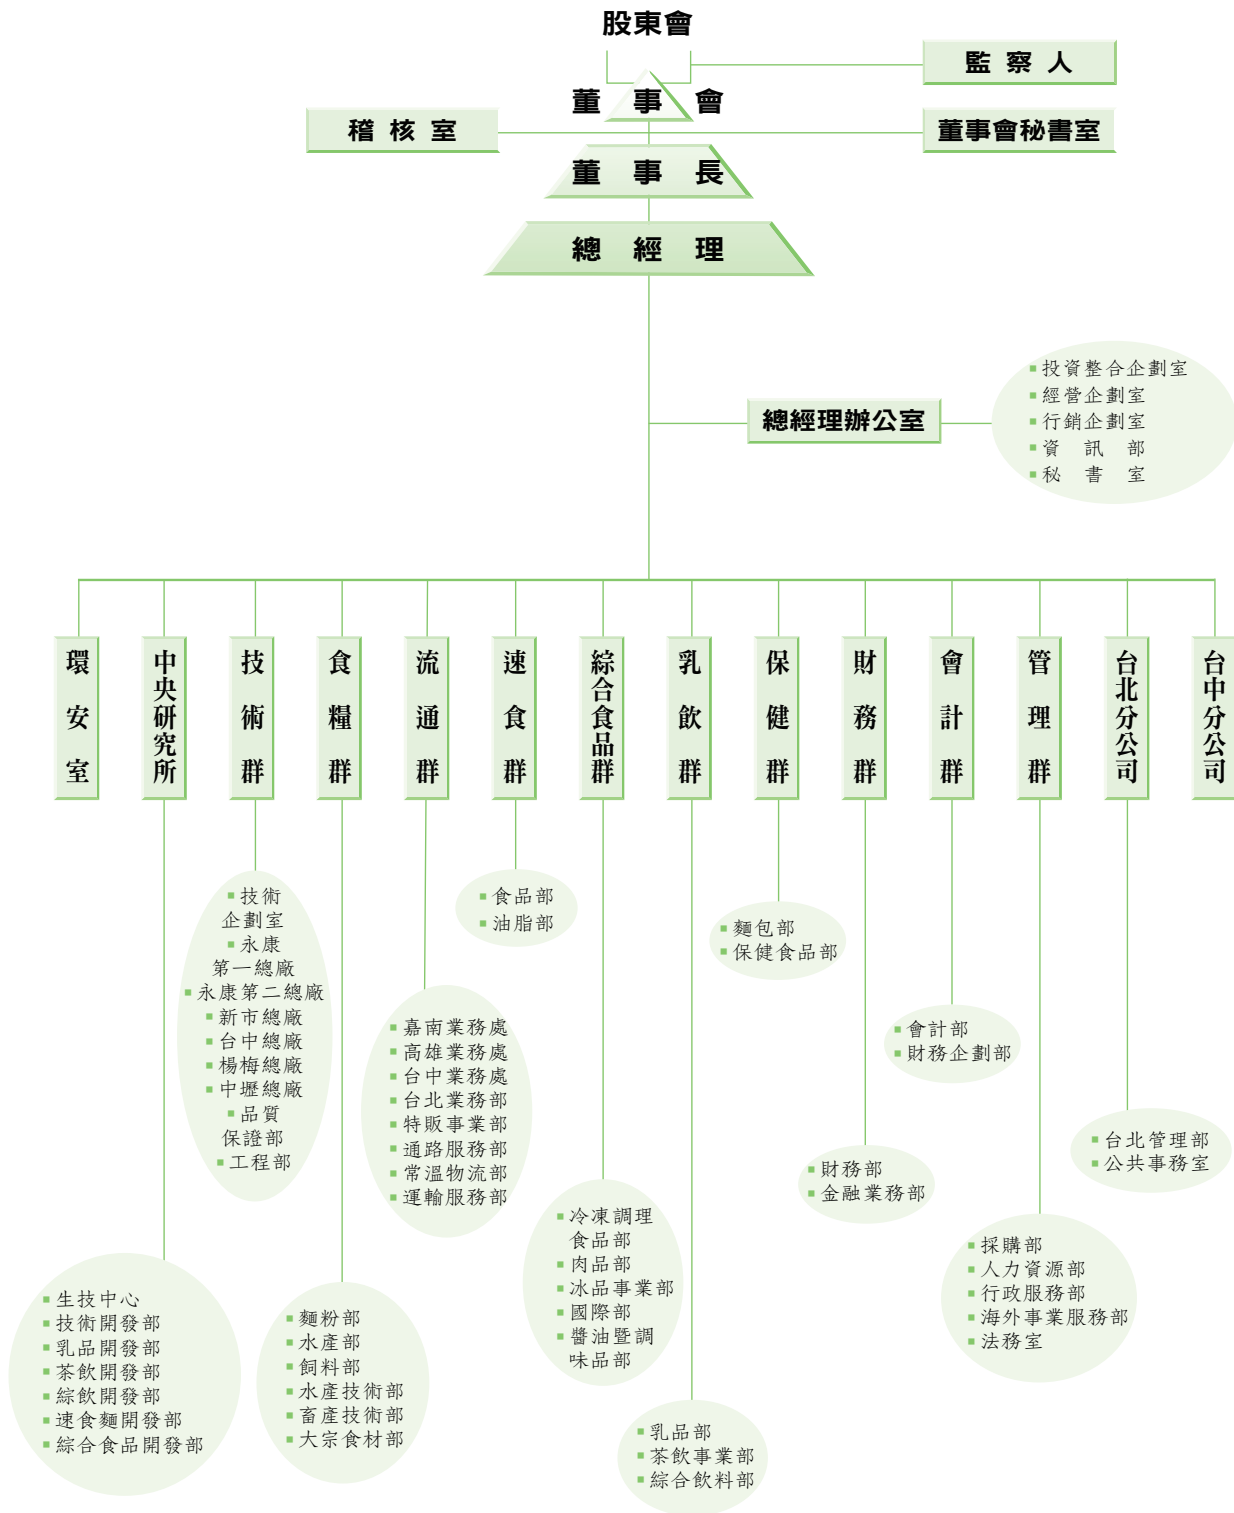 股東會
監察人
董事會
稽核室
董事會秘書室
董事長
總經理
投資整合企劃室
經營企劃室
行銷企劃室
資訊部
秘書室
總經理辦公室
環安室
中央研究所
技術群
食糧群
流通群
速食群
綜合食品群
乳飲群
保健群
財務群
會計群
管理群
台北分公司
台中分公司
生技中心
技術開發部
乳品開發部
茶飲開發部
綜飲開發部
速食麵開發部
綜合食品開發部
技術
企劃室
永康
第一總廠
永康第二總廠
新市總廠
台中總廠
楊梅總廠
中壢總廠
品質
保證部
工程部
麵粉部
水產部
飼料部
水產技術部
畜產技術部
大宗食材部
嘉南業務處
高雄業務處
台中業務處
台北業務部
特販事業部
通路服務部
常溫物流部
運輸服務部
食品部
油脂部
冷凍調理
食品部
肉品部
冰品事業部
國際部
醬油暨調
味品部
乳品部
茶飲事業部
綜合飲料部
麵包部
保健食品部
財務部
金融業務部
會計部
財務企劃部
採購部
人力資源部
行政服務部
海外事業服務部
法務室
台北管理部
公共事務室